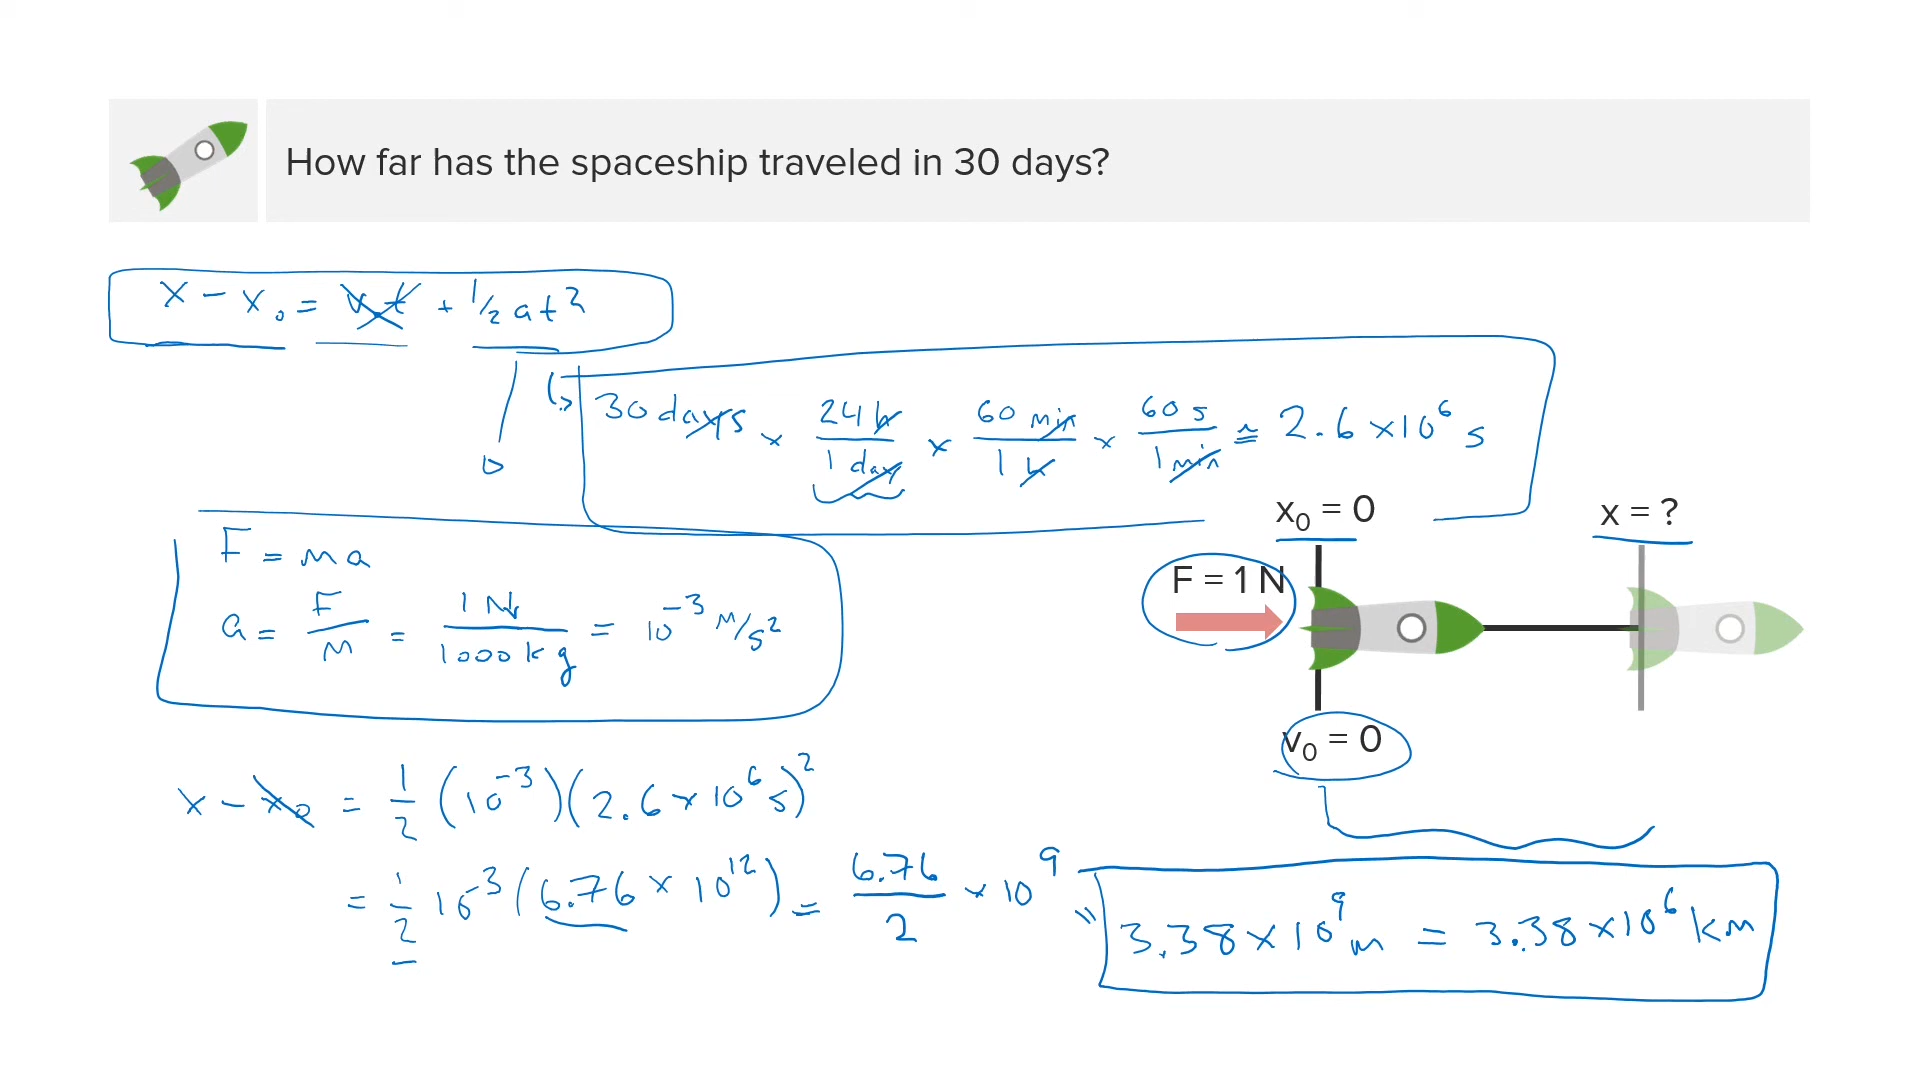 How far has the spaceship traveled in 30 days?
x - x₀ = v₀t + 1/2 at²
30 days × 24 h / 1 day × 60 min / 1 h × 60 s / 1 min ≅ 2.6 × 10⁶ s
x₀ = 0
x = ?
F = 1 N
v₀ = 0
F = ma
a = F / m = 1 N / 1000 kg = 10⁻³ m/s²
x - x₀ = 1/2 (10⁻³)(2.6 × 10⁶ s)²
= 1/2 10⁻³ (6.76 × 10¹²) = 6.76 / 2 × 10⁹
= 3.38 × 10⁹ m = 3.38 × 10⁶ km